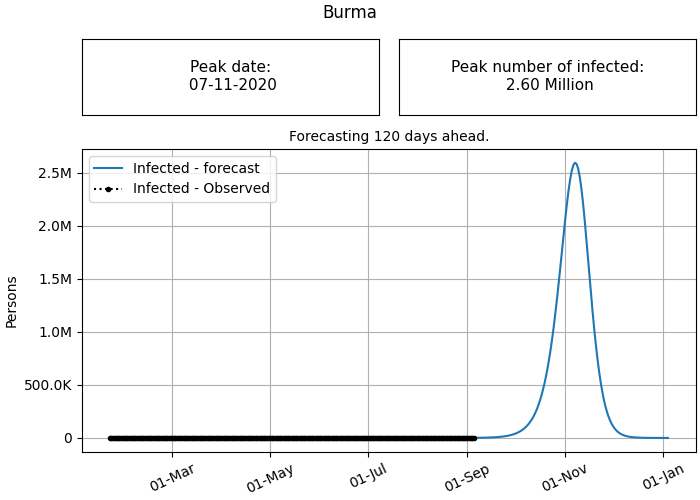 Burma
Peak date:
07-11-2020
Peak number of infected:
2.60 Million
Forecasting 120 days ahead.
Infected - forecast
Infected - Observed
2.5M
2.0M
1.5M
1.0M
500.0K
0
Persons
01-Mar
01-May
01-Jul
01-Sep
01-Nov
01-Jan